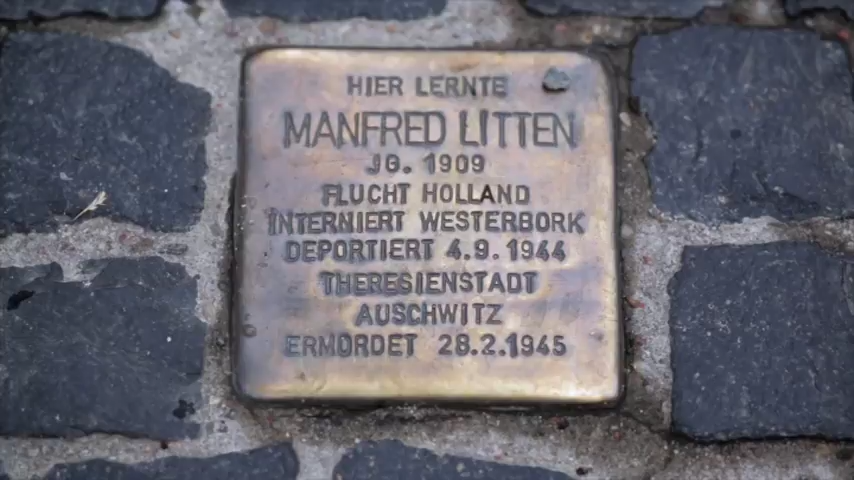 HIER LERNTE
MANFRED LITTEN
JG. 1909
FLUCHT HOLLAND
INTERNIERT WESTERBORK
DEPORTIERT 4.9.1944
THERESIENSTADT
AUSCHWITZ
ERMORDET 28.2.1945